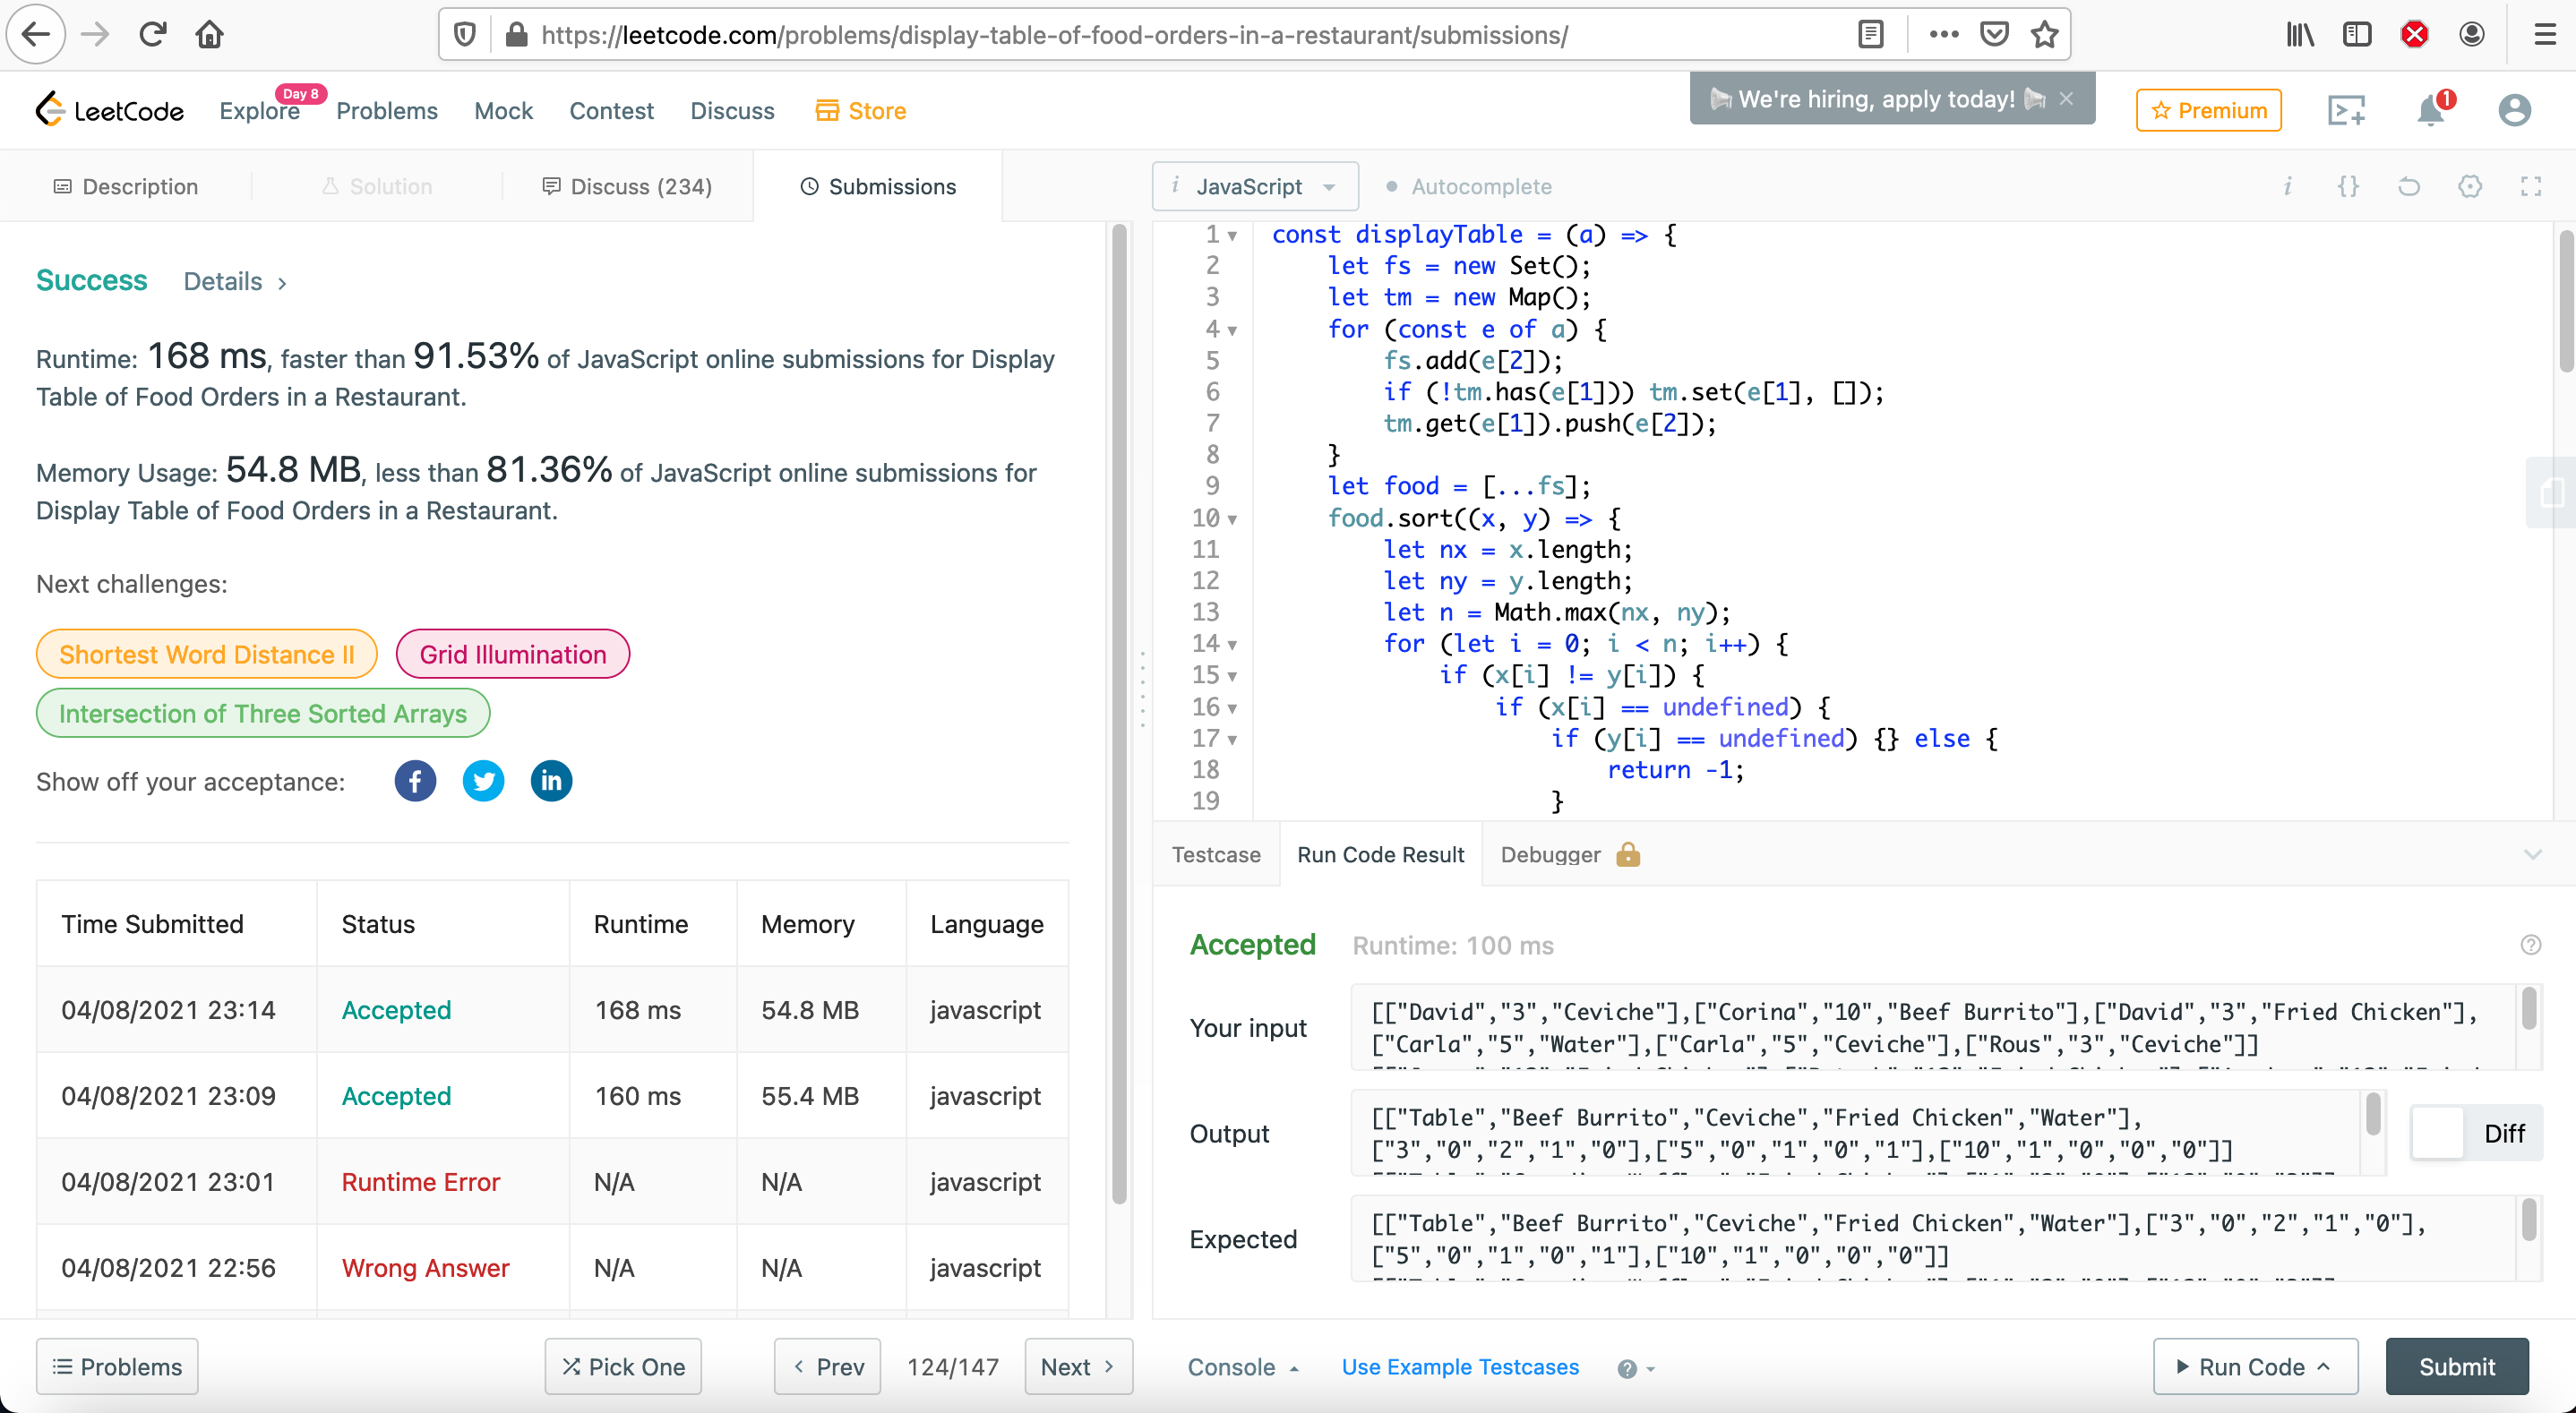 https://leetcode.com/problems/display-table-of-food-orders-in-a-restaurant/submissions/
LeetCode Explore Day 8 Problems Mock Contest Discuss Store We're hiring, apply today! × Premium 1
Description Solution Discuss (234) Submissions
Success Details >
Runtime: 168 ms, faster than 91.53% of JavaScript online submissions for Display
Table of Food Orders in a Restaurant.
Memory Usage: 54.8 MB, less than 81.36% of JavaScript online submissions for
Display Table of Food Orders in a Restaurant.
Next challenges:
Shortest Word Distance II Grid Illumination
Intersection of Three Sorted Arrays
Show off your acceptance: f in
Time Submitted Status Runtime Memory Language
04/08/2021 23:14 Accepted 168 ms 54.8 MB javascript
04/08/2021 23:09 Accepted 160 ms 55.4 MB javascript
04/08/2021 23:01 Runtime Error N/A N/A javascript
04/08/2021 22:56 Wrong Answer N/A N/A javascript
Problems Pick One < Prev 124/147 Next >
i JavaScript Autocomplete i {}
1 const displayTable = (a) => {
2 let fs = new Set();
3 let tm = new Map();
4 for (const e of a) {
5 fs.add(e[2]);
6 if (!tm.has(e[1])) tm.set(e[1], []);
7 tm.get(e[1]).push(e[2]);
8 }
9 let food = [...fs];
10 food.sort((x, y) => {
11 let nx = x.length;
12 let ny = y.length;
13 let n = Math.max(nx, ny);
14 for (let i = 0; i < n; i++) {
15 if (x[i] != y[i]) {
16 if (x[i] == undefined) {
17 if (y[i] == undefined) {} else {
18 return -1;
19 }
Testcase Run Code Result Debugger
Accepted Runtime: 100 ms ?
Your input
[["David","3","Ceviche"],["Corina","10","Beef Burrito"],["David","3","Fried Chicken"],
["Carla","5","Water"],["Carla","5","Ceviche"],["Rous","3","Ceviche"]]
Output
[["Table","Beef Burrito","Ceviche","Fried Chicken","Water"],
["3","0","2","1","0"],["5","0","1","0","1"],["10","1","0","0","0"]]
Diff
Expected
[["Table","Beef Burrito","Ceviche","Fried Chicken","Water"],["3","0","2","1","0"],
["5","0","1","0","1"],["10","1","0","0","0"]]
Console Use Example Testcases ? Run Code Submit